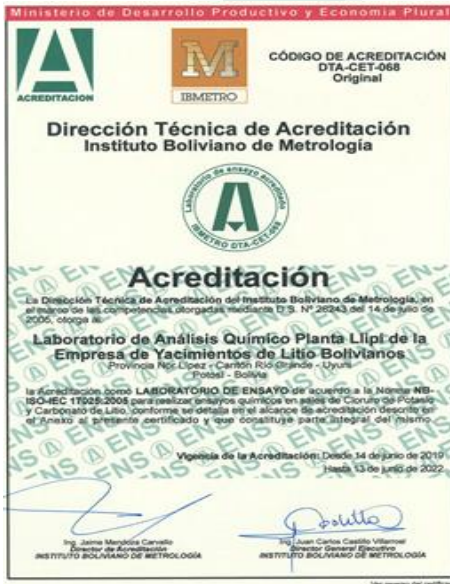 Ministerio de Desarrollo Productivo y Economía Plural
ACREDITACIÓN
M
IBMETRO
CÓDIGO DE ACREDITACIÓN
DTA-CET-068
Original
Dirección Técnica de Acreditación
Instituto Boliviano de Metrología
Laboratorio de ensayo acreditado
IBMETRO DTA-CET-068
Acreditación
La Dirección Técnica de Acreditación del Instituto Boliviano de Metrología, en
el marco de las competencias otorgadas mediante D.S. Nº 28243 del 14 de julio de
2005, otorga al:
Laboratorio de Análisis Químico Planta Llipi de la
Empresa de Yacimientos de Litio Bolivianos
Provincia Nor Lípez - Cantón Río Grande - Uyuni
Potosí - Bolivia
la Acreditación como LABORATORIO DE ENSAYO de acuerdo a la Norma NB-
ISO-IEC 17025:2005 para realizar ensayos químicos en sales de Cloruro de Potasio
y Carbonato de Litio, conforme se detalla en el alcance de acreditación descrito en
el Anexo al presente certificado y que constituye parte integral del mismo.
Vigencia de la Acreditación: Desde 14 de junio de 2019
Hasta 13 de junio de 2022
Ing. Jaime Mendoza Carvallo
Director de Acreditación
INSTITUTO BOLIVIANO DE METROLOGÍA
Ing. Juan Carlos Castillo Villarroel
Director General Ejecutivo
INSTITUTO BOLIVIANO DE METROLOGÍA